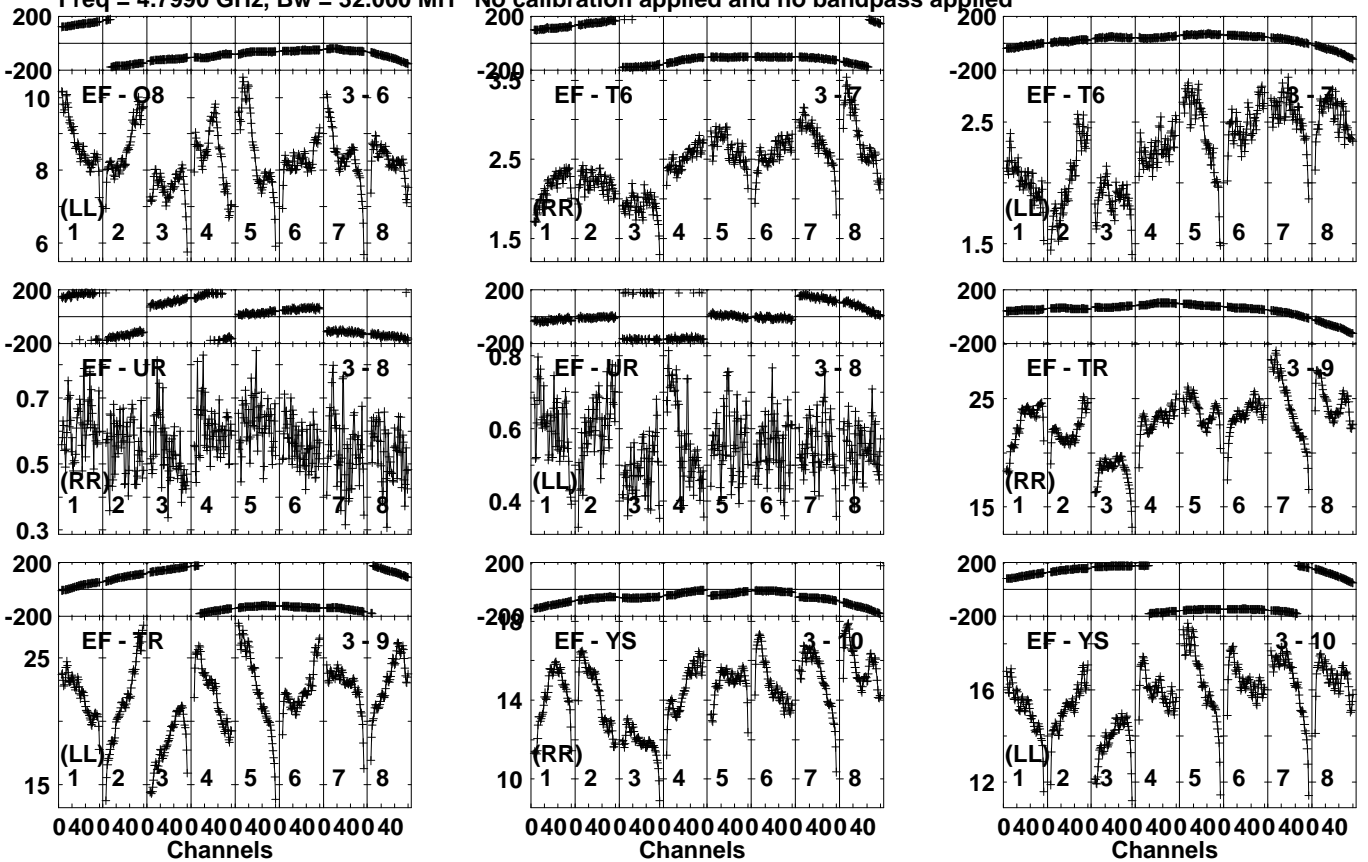 Freq = 4.7990 GHz, Bw = 32.000 MH No calibration applied and no bandpass applied
200 200 200
-200 -200 -200
EF - O8 3 - 6 EF - T6 3 - 7 EF - T6 3 - 7
10 3.5 2.5
8 2.5
6 1.5 1.5
(LL) (RR) (LL)
1 2 3 4 5 6 7 8 1 2 3 4 5 6 7 8 1 2 3 4 5 6 7 8
200 200 200
-200 -200 -200
EF - UR 3 - 8 EF - UR 3 - 8 EF - TR 3 - 9
0.7 0.8 25
0.5 0.6
0.3 0.4 15
(RR) (LL) (RR)
1 2 3 4 5 6 7 8 1 2 3 4 5 6 7 8 1 2 3 4 5 6 7 8
200 200 200
-200 -200 -200
EF - TR 3 - 9 EF - YS 3 - 10 EF - YS 3 - 10
25 18 16
15 14 12
10
(LL) (RR) (LL)
1 2 3 4 5 6 7 8 1 2 3 4 5 6 7 8 1 2 3 4 5 6 7 8
0 40 0 40 0 40 0 40 0 40 0 40 0 40 0 40 0 40 0 40 0 40 0 40 0 40 0 40 0 40 0 40 0 40 0 40 0 40 0 40 0 40 0 40 0 40 0 40
Channels Channels Channels